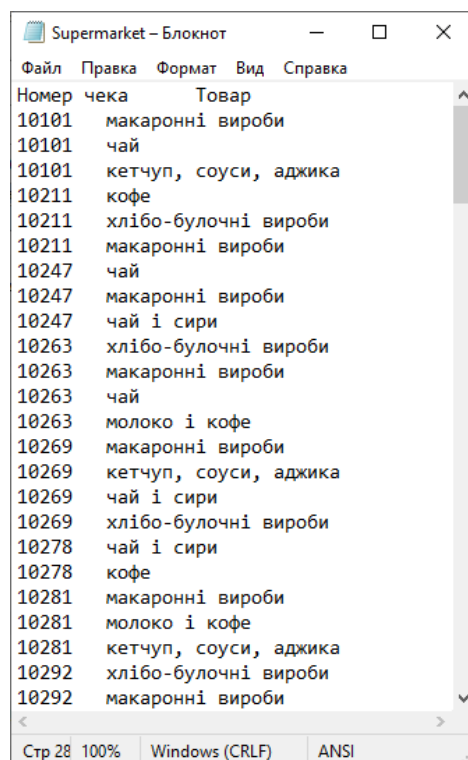 Supermarket – Блокнот
Файл Правка Формат Вид Справка
Номер чека Товар
10101 макаронні вироби
10101 чай
10101 кетчуп, соуси, аджика
10211 кофе
10211 хлібо-булочні вироби
10211 макаронні вироби
10247 чай
10247 макаронні вироби
10247 чай і сири
10263 хлібо-булочні вироби
10263 макаронні вироби
10263 чай
10263 молоко і кофе
10269 макаронні вироби
10269 кетчуп, соуси, аджика
10269 чай і сири
10269 хлібо-булочні вироби
10278 чай і сири
10278 кофе
10281 макаронні вироби
10281 молоко і кофе
10281 кетчуп, соуси, аджика
10292 хлібо-булочні вироби
10292 макаронні вироби
Стр 28 100% Windows (CRLF) ANSI